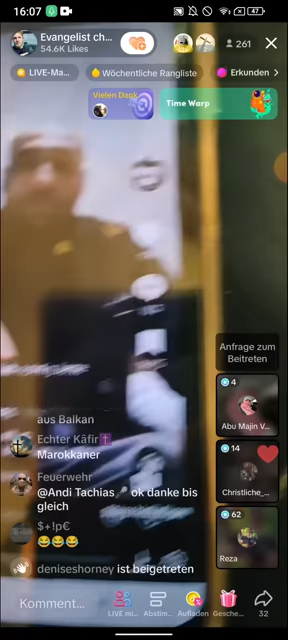 16:07
47
Evangelist ch...
54.6K Likes
261
LIVE-Ma...
Wöchentliche Rangliste
Erkunden
Vielen Dank
Time Warp
Anfrage zum
Beitreten
4
Abu Majin V...
14
Christliche_...
62
Reza
aus Balkan
Echter Kāfir✝️
Marokkaner
Feuerwehr
@Andi Tachias🎤 ok danke bis
gleich
$+!p€
😂😂😂
deniseshorney ist beigetreten
Komment...
LIVE mi...
Abstim...
Aufladen
Gesche...
32